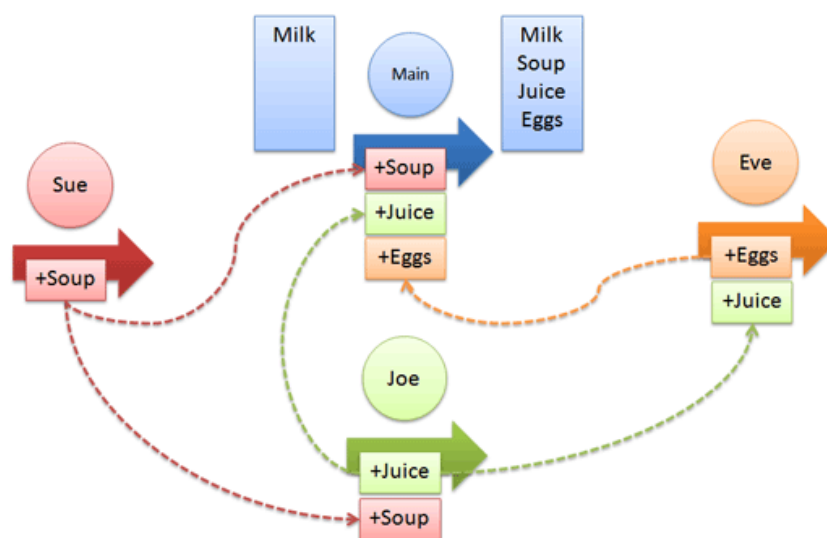 Milk
Main
Milk
Soup
Juice
Eggs
Sue
+Soup
+Soup
+Juice
+Eggs
Eve
+Eggs
+Juice
Joe
+Juice
+Soup